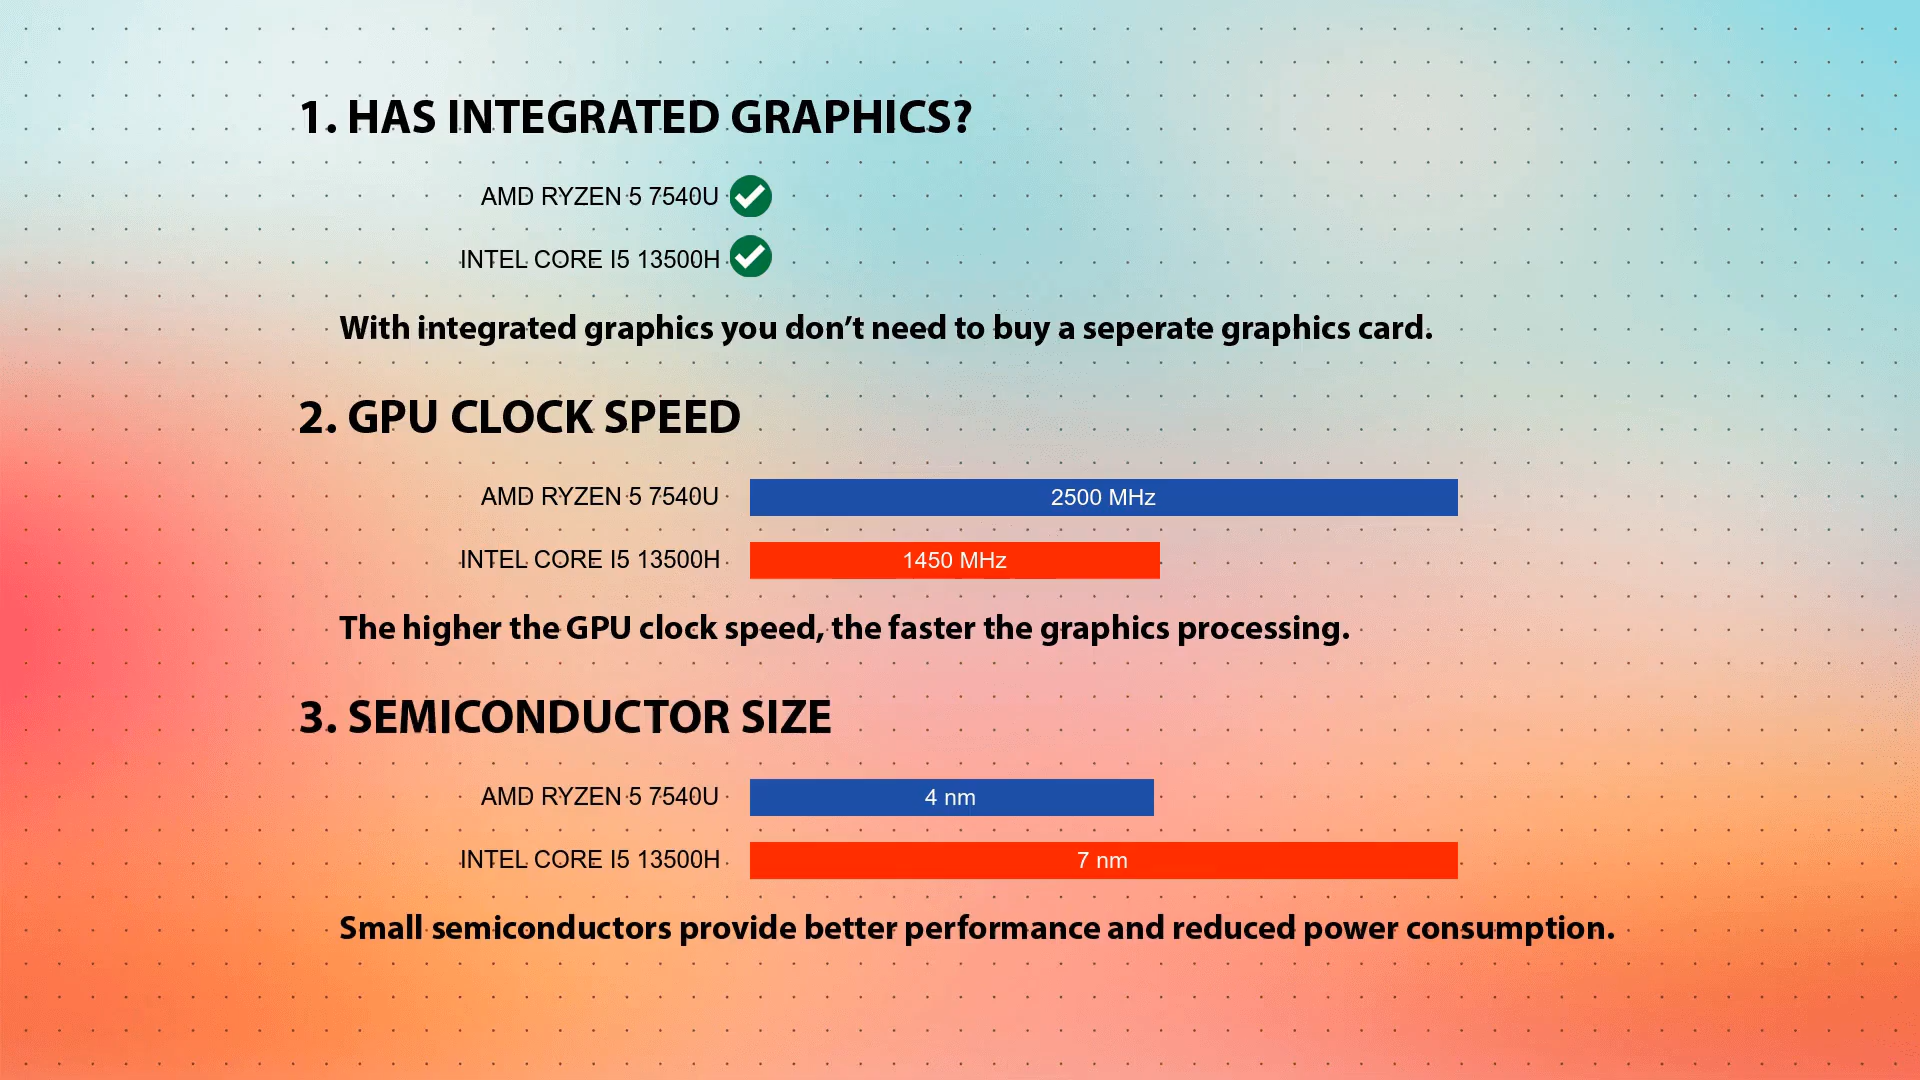 1. HAS INTEGRATED GRAPHICS?
AMD RYZEN 5 7540U
INTEL CORE I5 13500H
With integrated graphics you don’t need to buy a seperate graphics card.
2. GPU CLOCK SPEED
AMD RYZEN 5 7540U 2500 MHz
INTEL CORE I5 13500H 1450 MHz
The higher the GPU clock speed, the faster the graphics processing.
3. SEMICONDUCTOR SIZE
AMD RYZEN 5 7540U 4 nm
INTEL CORE I5 13500H 7 nm
Small semiconductors provide better performance and reduced power consumption.